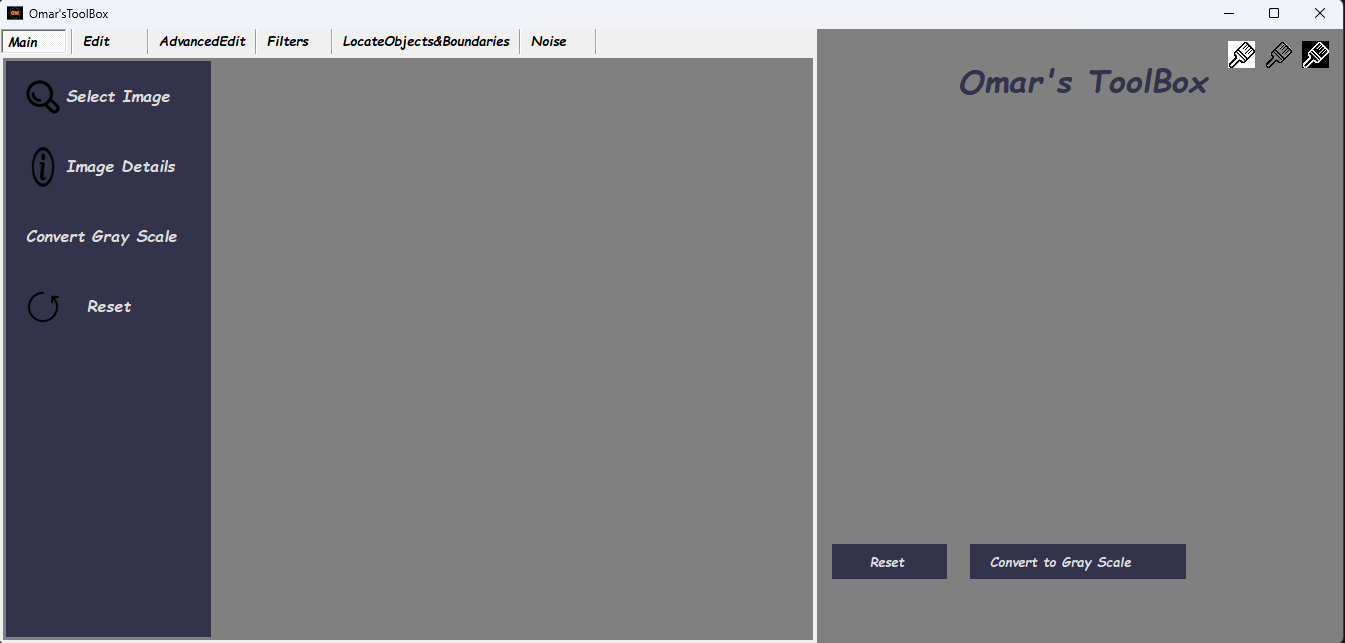 Omar'sToolBox
Main Edit AdvancedEdit Filters LocateObjects&Boundaries Noise
Select Image
Image Details
Convert Gray Scale
Reset
Omar's ToolBox
Reset Convert to Gray Scale